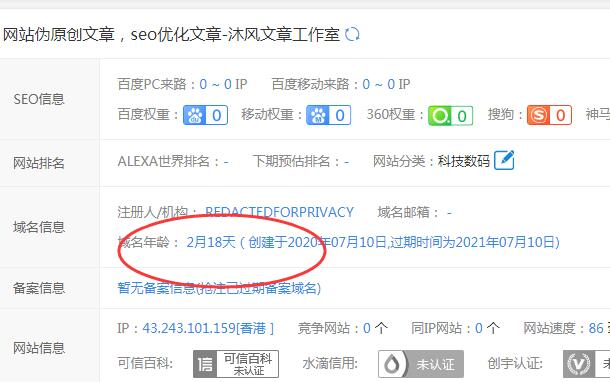 网站伪原创文章，seo优化文章-沐风文章工作室
SEO信息
百度PC来路：0 ~ 0 IP 百度移动来路：0 ~ 0 IP
百度权重：0 移动权重：0 360权重：0 搜狗：S 0 神马
网站排名
ALEXA世界排名：- 下期预估排名：- 网站分类：科技数码
域名信息
注册人/机构： REDACTEDFORPRIVACY 域名邮箱： -
域名年龄： 2月18天 ( 创建于2020年07月10日,过期时间为2021年07月10日)
备案信息
暂无备案信息(抢注已过期备案域名)
网站信息
IP：43.243.101.159[香港 ] 竞争网站：0 个 同IP网站：0 个 网站速度：86
可信百科： 信 可信百科 未认证 水滴信用： 未认证 创宇认证： V